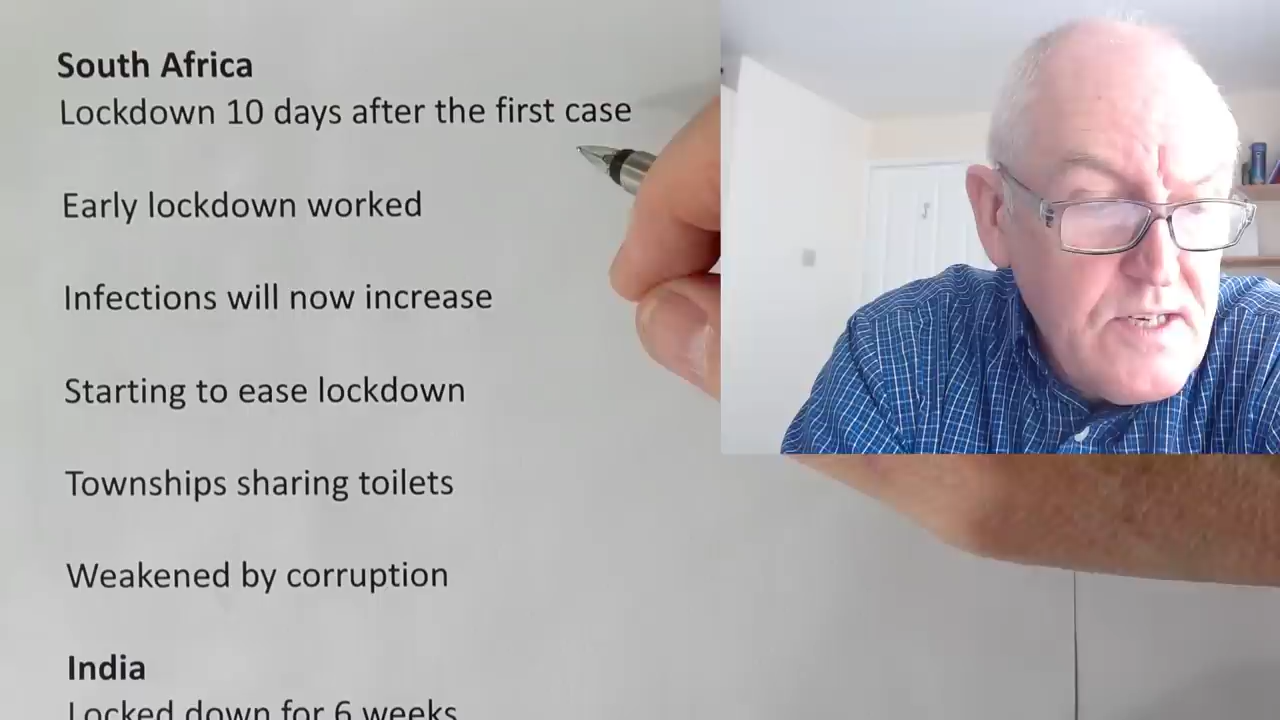 South Africa
Lockdown 10 days after the first case
Early lockdown worked
Infections will now increase
Starting to ease lockdown
Townships sharing toilets
Weakened by corruption
India
Locked down for 6 weeks